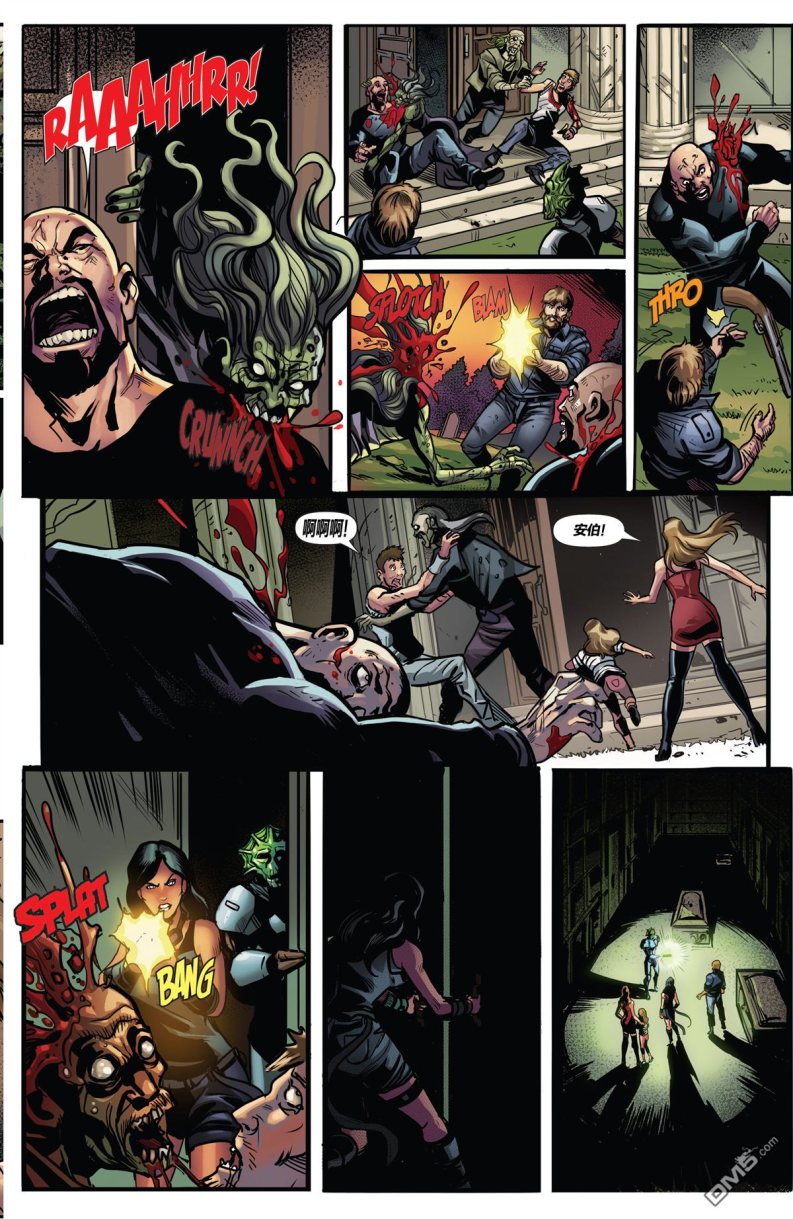 RAAAHHRR!
CRUNNCH.
SPLOTCH
BLAM
THRO
啊啊啊!
安伯!
SPLAT
BANG
DM5.com